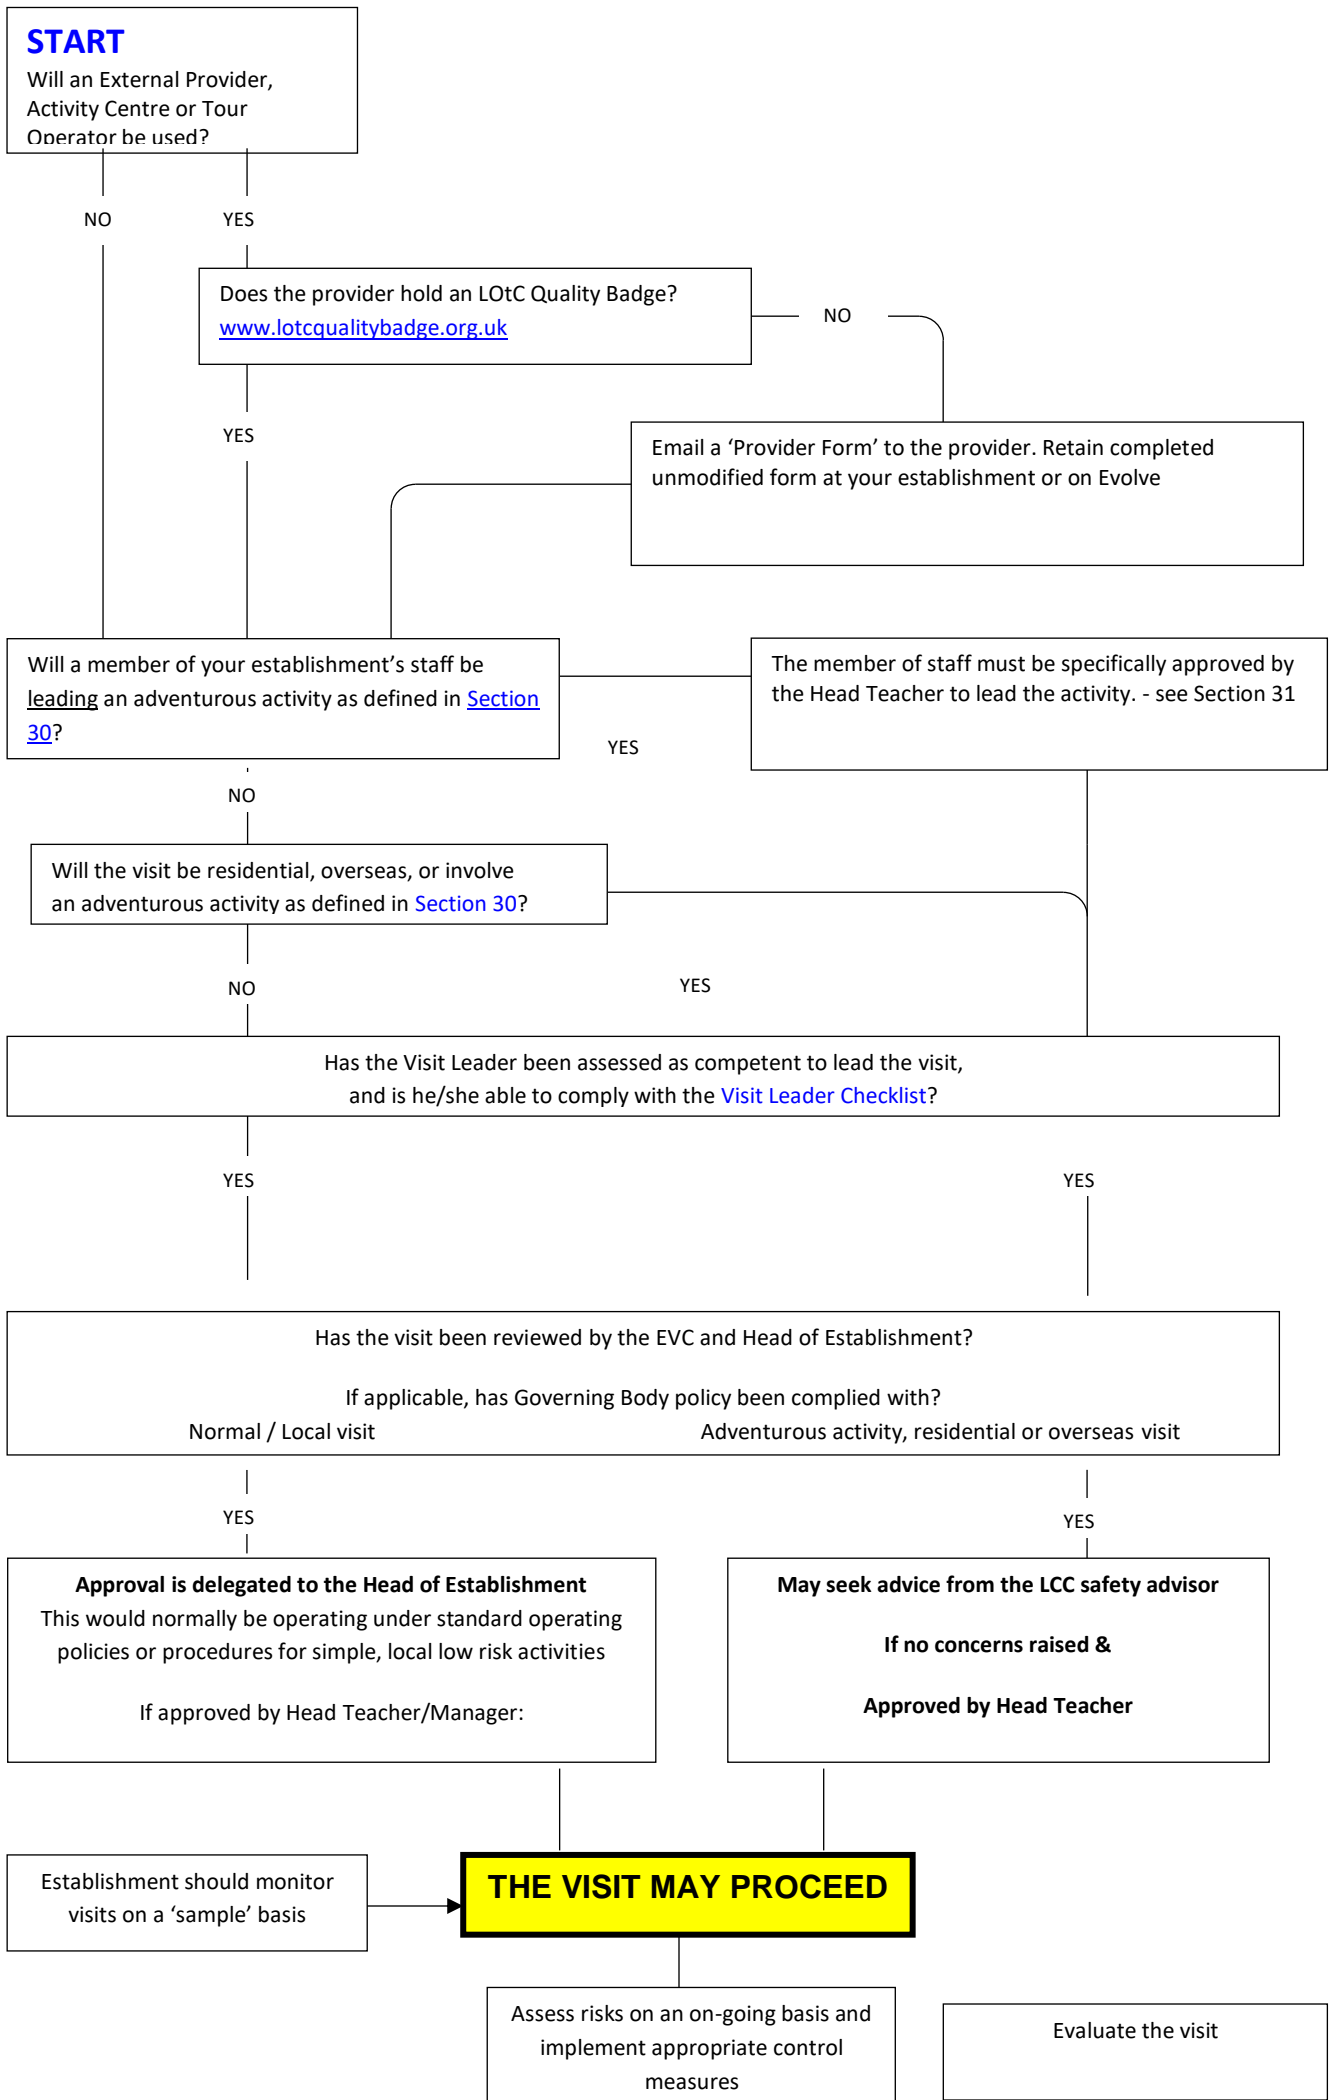 START
Will an External Provider,
Activity Centre or Tour
Operator be used?
NO
YES
Does the provider hold an LOtC Quality Badge?
www.lotcqualitybadge.org.uk
NO
YES
Email a ‘Provider Form’ to the provider. Retain completed
unmodified form at your establishment or on Evolve
Will a member of your establishment’s staff be
leading an adventurous activity as defined in Section
30?
The member of staff must be specifically approved by
the Head Teacher to lead the activity. - see Section 31
YES
NO
Will the visit be residential, overseas, or involve
an adventurous activity as defined in Section 30?
NO
YES
Has the Visit Leader been assessed as competent to lead the visit,
and is he/she able to comply with the Visit Leader Checklist?
YES
YES
Has the visit been reviewed by the EVC and Head of Establishment?
If applicable, has Governing Body policy been complied with?
Normal / Local visit
Adventurous activity, residential or overseas visit
YES
YES
Approval is delegated to the Head of Establishment
This would normally be operating under standard operating
policies or procedures for simple, local low risk activities
If approved by Head Teacher/Manager:
May seek advice from the LCC safety advisor
If no concerns raised &
Approved by Head Teacher
Establishment should monitor
visits on a ‘sample’ basis
THE VISIT MAY PROCEED
Assess risks on an on-going basis and
implement appropriate control
measures
Evaluate the visit